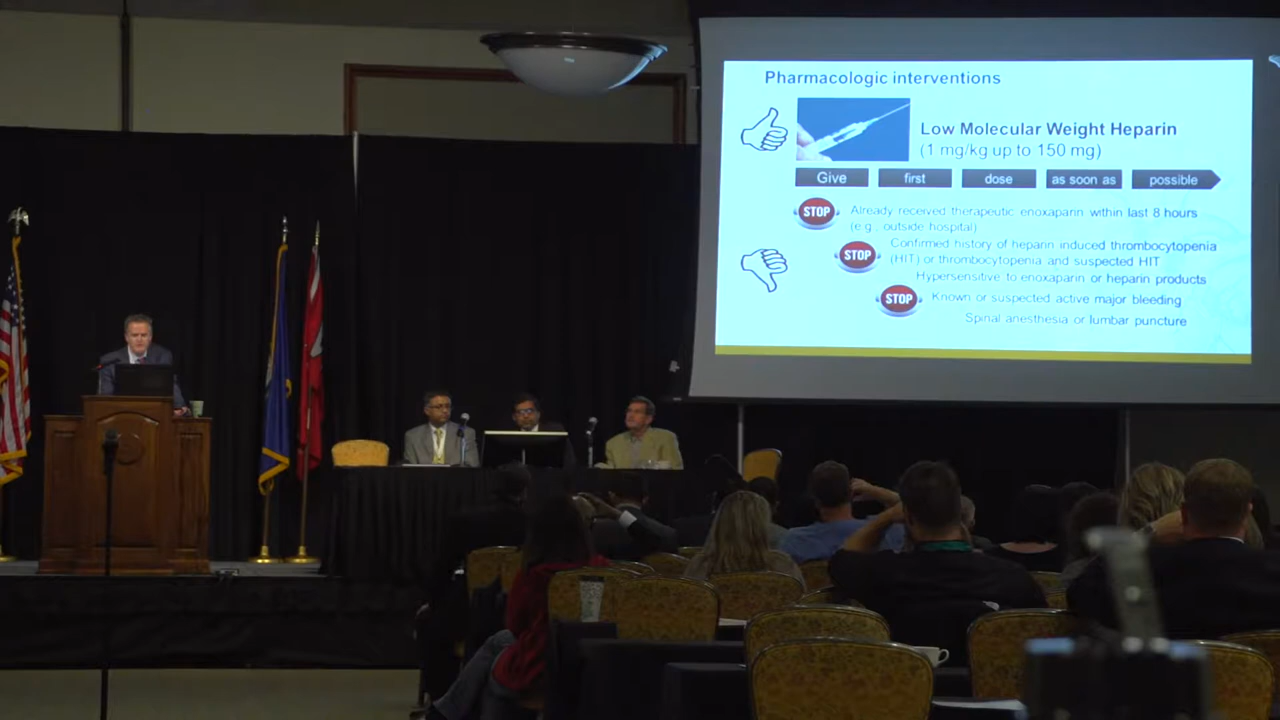 Pharmacologic interventions
Low Molecular Weight Heparin
(1 mg/kg up to 150 mg)
Give first dose as soon as possible
STOP Already received therapeutic enoxaparin within last 8 hours
(e.g., outside hospital)
STOP Confirmed history of heparin induced thrombocytopenia
(HIT) or thrombocytopenia and suspected HIT
Hypersensitive to enoxaparin or heparin products
STOP Known or suspected active major bleeding
Spinal anesthesia or lumbar puncture